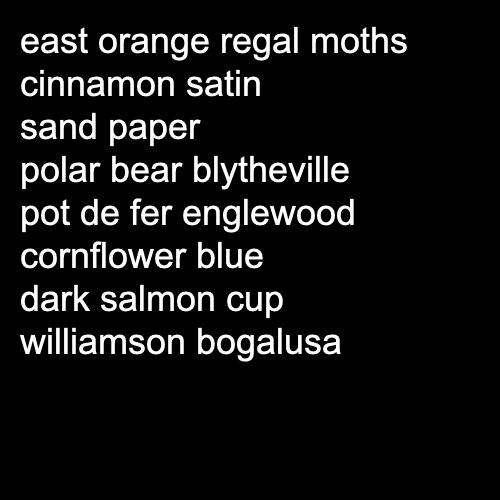 east orange regal moths
cinnamon satin
sand paper
polar bear blytheville
pot de fer englewood
cornflower blue
dark salmon cup
williamson bogalusa